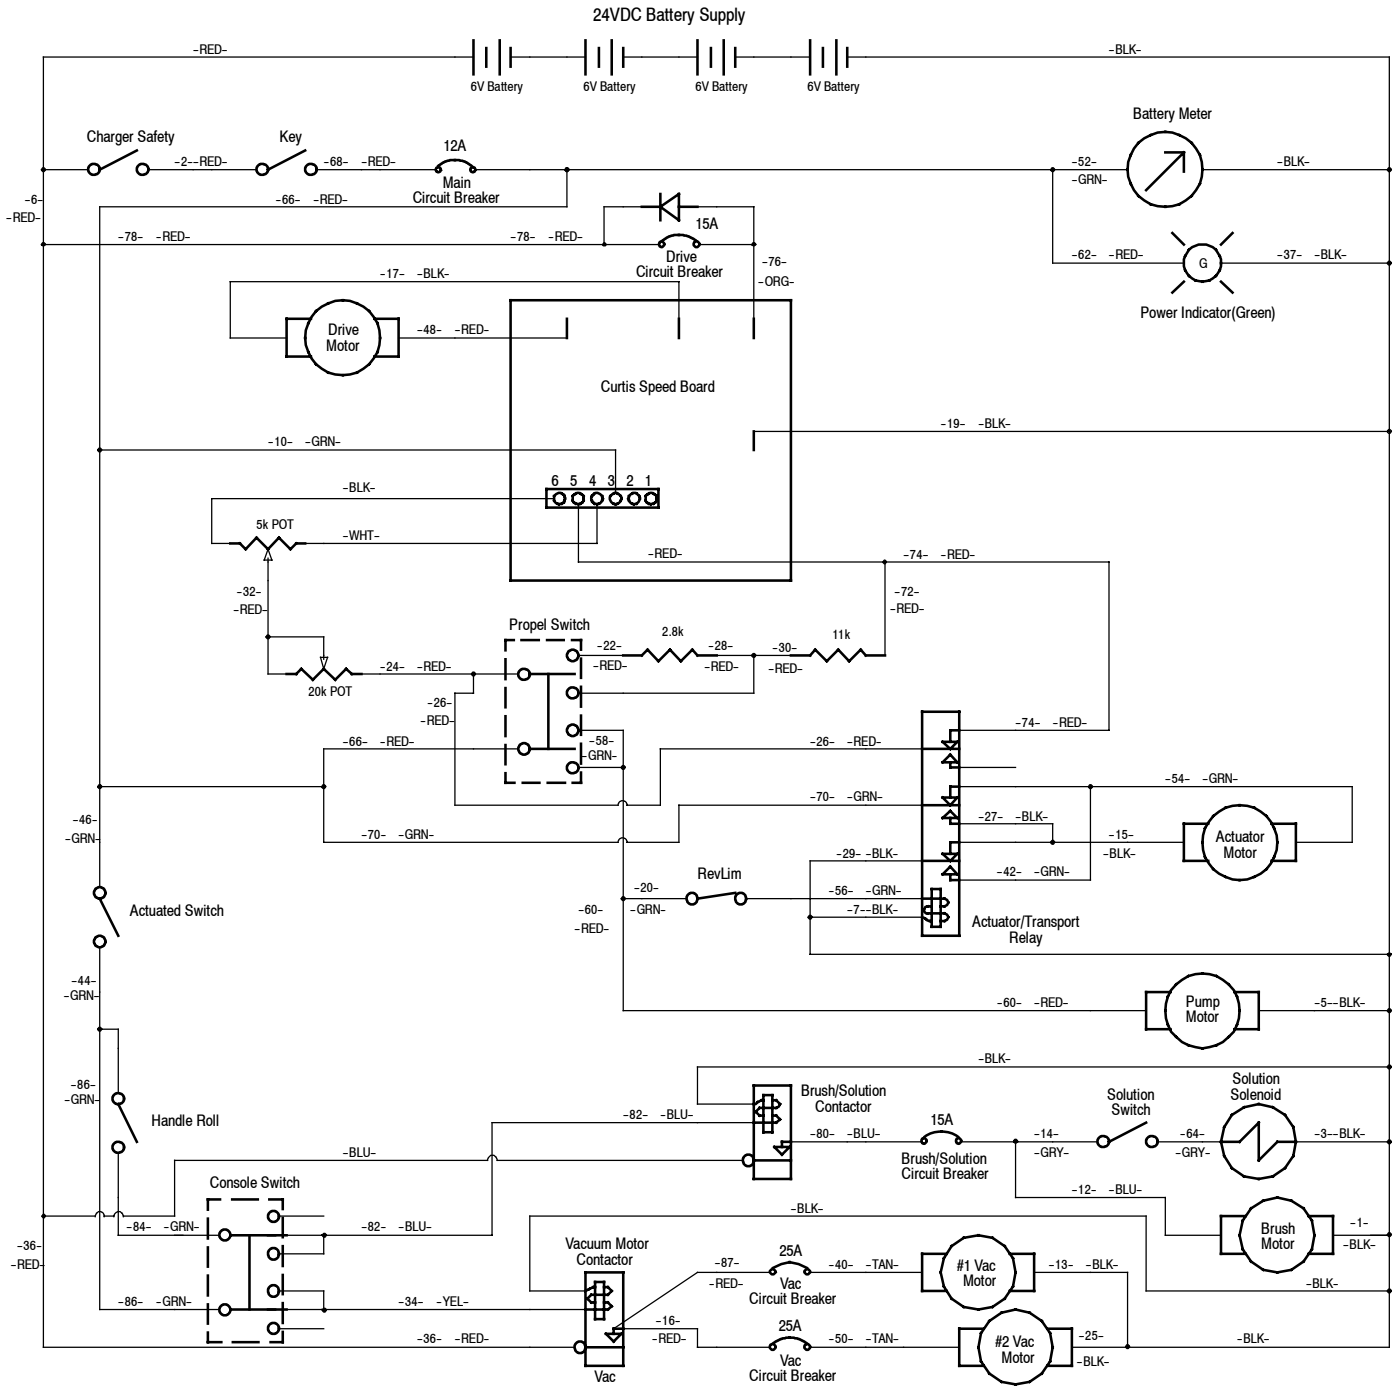 24VDC Battery Supply
-RED-
-BLK-
6V Battery
6V Battery
6V Battery
6V Battery
Battery Meter
Charger Safety
Key
12A
-2--RED-
-68- -RED-
-52-
-GRN-
-BLK-
Main
Circuit Breaker
-6-
-RED-
-66- -RED-
15A
-78- -RED-
-78- -RED-
Drive
Circuit Breaker
-76-
-ORG-
-62- -RED-
G
-37- -BLK-
-17- -BLK-
Power Indicator(Green)
Drive
Motor
-48- -RED-
Curtis Speed Board
-19- -BLK-
-10- -GRN-
6 5 4 3 2 1
-BLK-
5k POT
-WHT-
-RED-
-74- -RED-
-32-
-RED-
-72-
-RED-
Propel Switch
-22-
-RED-
2.8k
-28-
-RED-
-30-
-RED-
11k
-24- -RED-
20k POT
-26-
-RED-
-74- -RED-
-66- -RED-
-58-
-GRN-
-26- -RED-
-54- -GRN-
-70- -GRN-
-46-
-GRN-
-70- -GRN-
-27- -BLK-
-15-
-BLK-
Actuator
Motor
-29- -BLK-
RevLim
-42- -GRN-
-20-
-GRN-
-56- -GRN-
-7--BLK-
Actuated Switch
-60-
-RED-
Actuator/Transport
Relay
-44-
-GRN-
-60- -RED-
Pump
Motor
-5--BLK-
-BLK-
-86-
-GRN-
Handle Roll
Brush/Solution
Contactor
Solution
Switch
Solution
Solenoid
-82- -BLU-
15A
-80- -BLU-
-14-
-GRY-
-64-
-GRY-
-3--BLK-
-BLU-
Brush/Solution
Circuit Breaker
Console Switch
-12- -BLU-
-84- -GRN-
-82- -BLU-
-BLK-
Brush
Motor
-1-
-BLK-
-36-
-RED-
Vacuum Motor
Contactor
25A
-87-
-RED-
-40- -TAN-
#1 Vac
Motor
-13- -BLK-
-BLK-
Vac
Circuit Breaker
-86- -GRN-
-34- -YEL-
-16-
-RED-
25A
-36- -RED-
-50- -TAN-
#2 Vac
Motor
-25-
-BLK-
-BLK-
Vac
Vac
Circuit Breaker